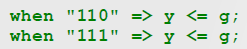 when "110" => y <= g;
when "111" => y <= g;